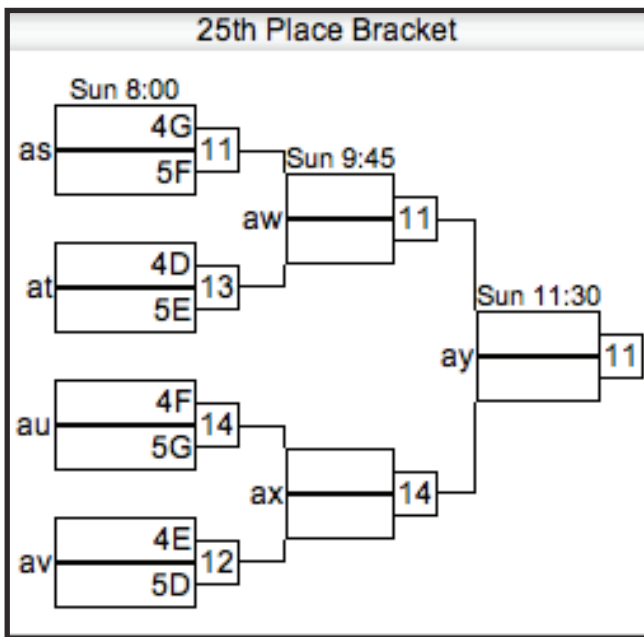 25th Place Bracket
Sun 8:00
4G
as
11
5F
Sun 9:45
aw
11
4D
at
13
5E
Sun 11:30
ay
11
4F
au
14
5G
ax
14
4E
av
12
5D